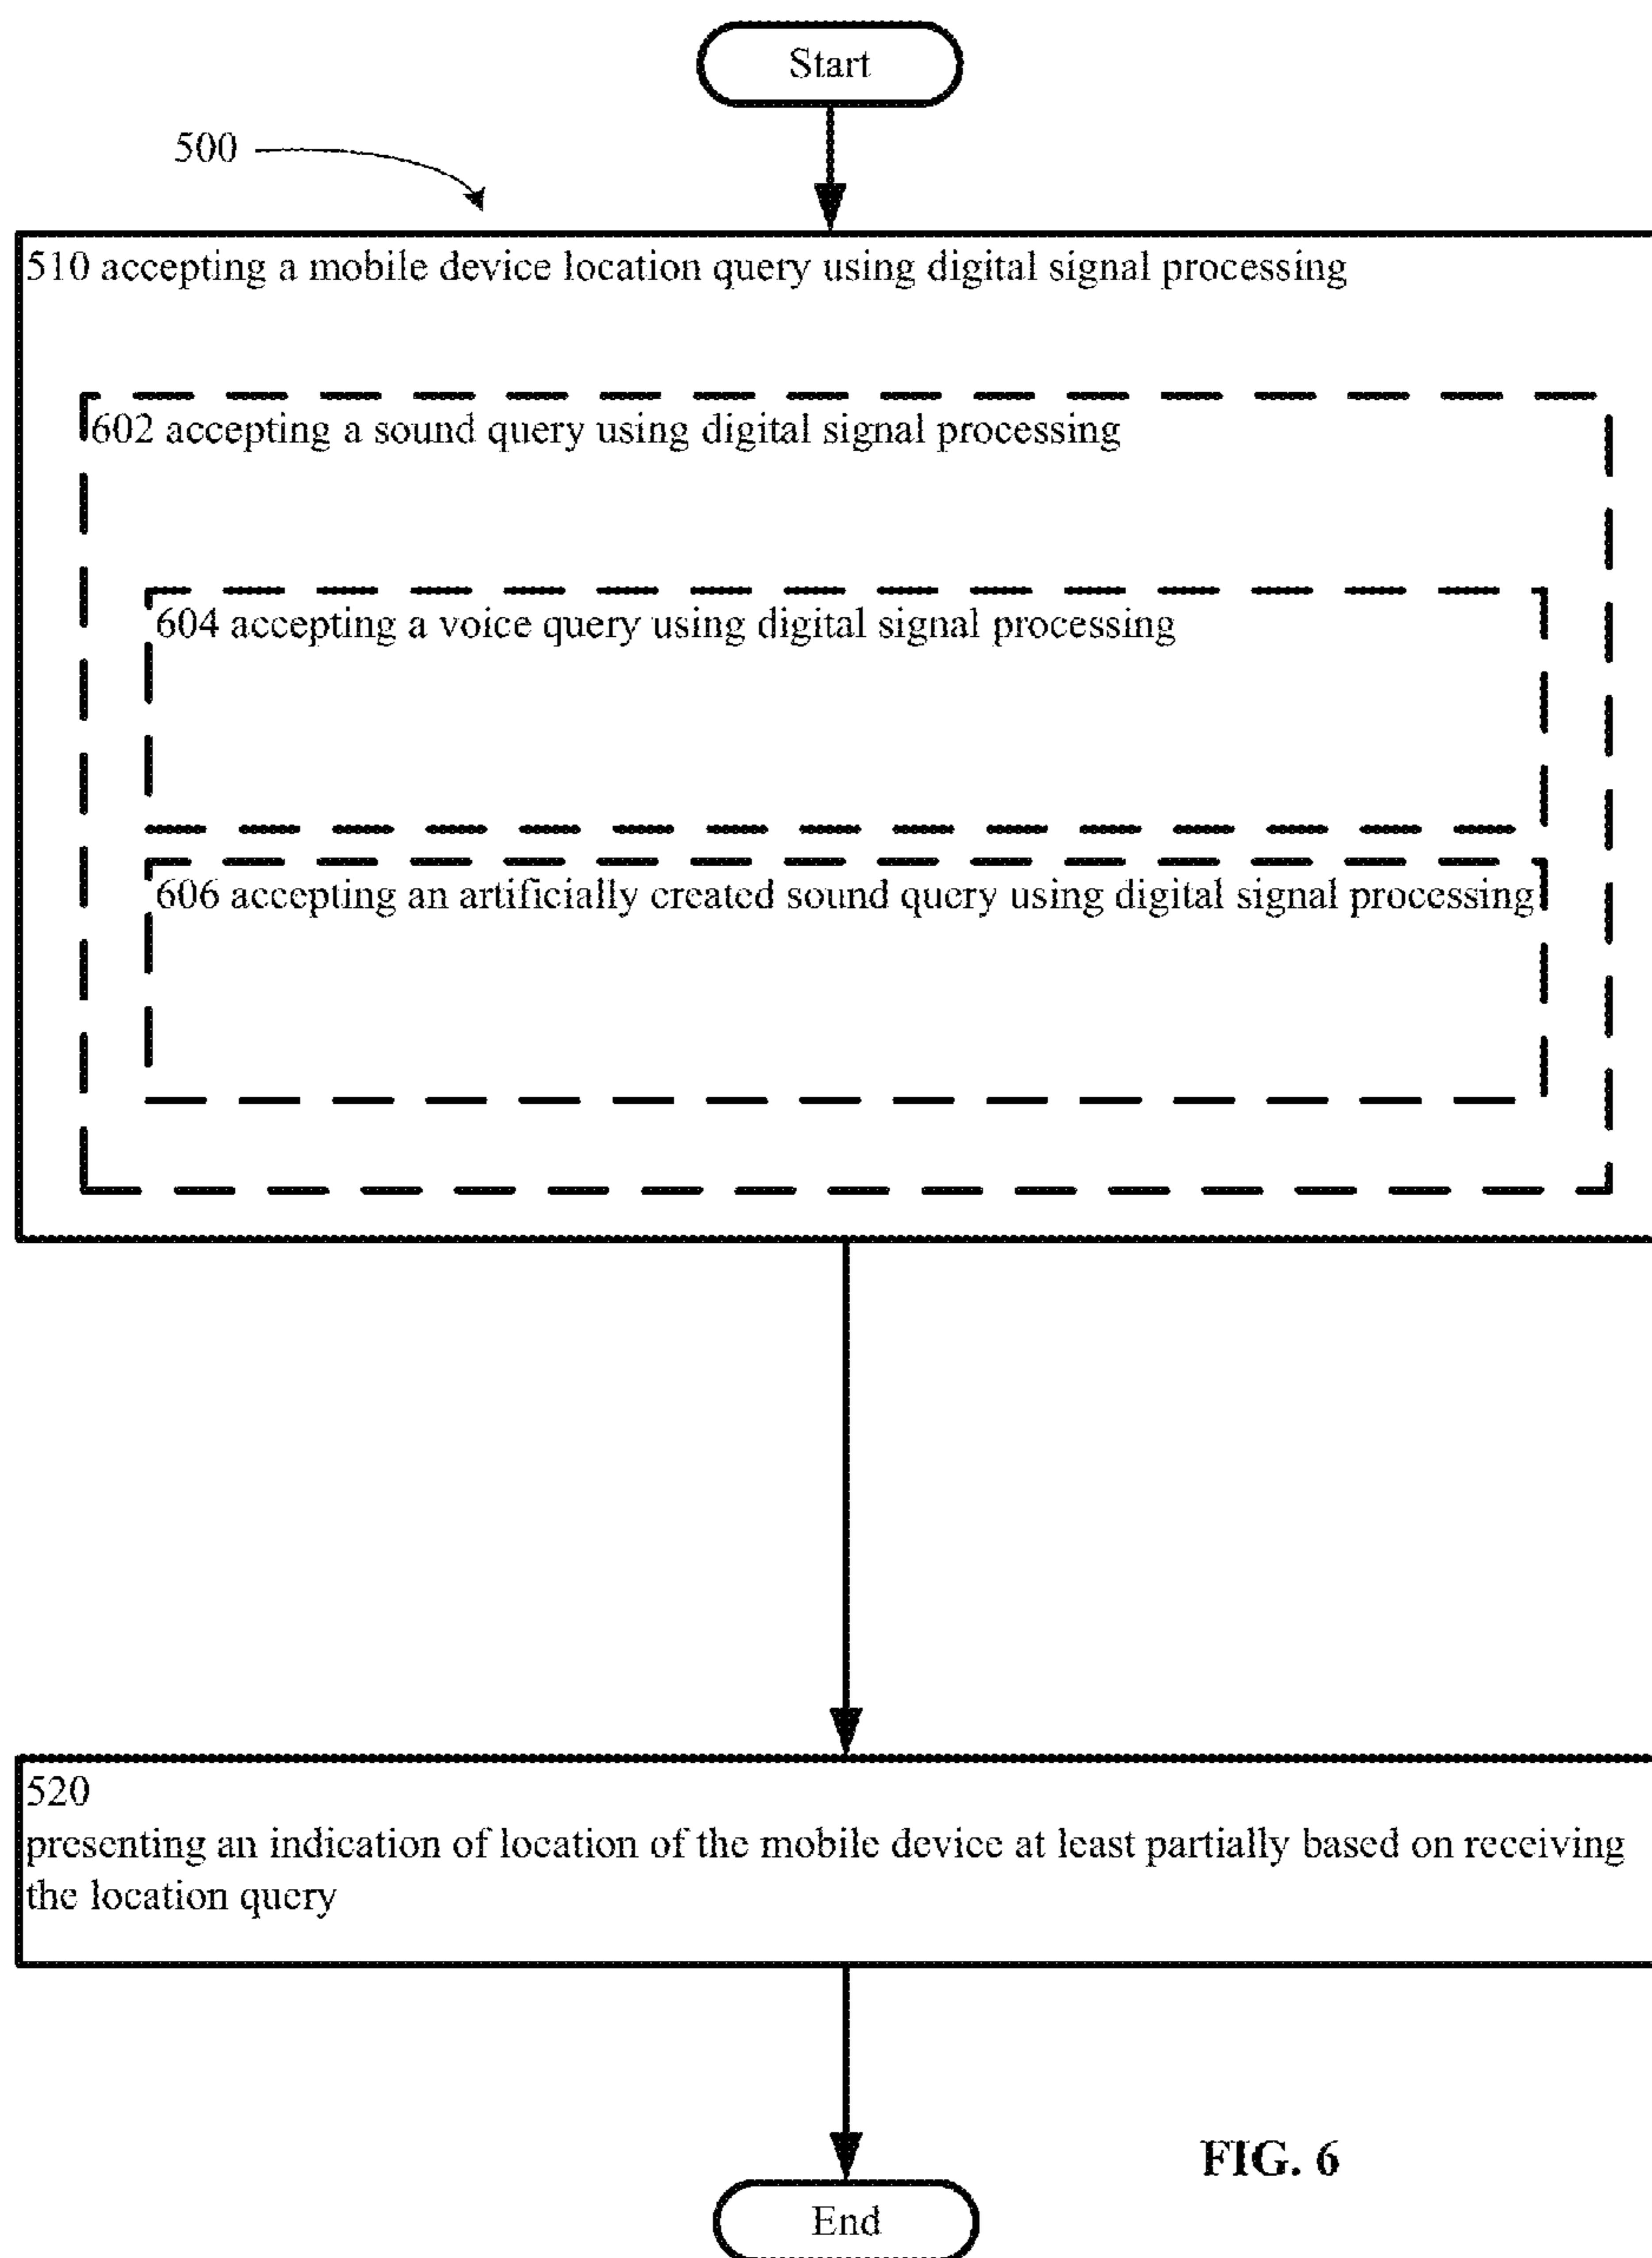 Start
500
510 accepting a mobile device location query using digital signal processing
602 accepting a sound query using digital signal processing
604 accepting a voice query using digital signal processing
606 accepting an artificially created sound query using digital signal processing
520
presenting an indication of location of the mobile device at least partially based on receiving
the location query
FIG. 6
End